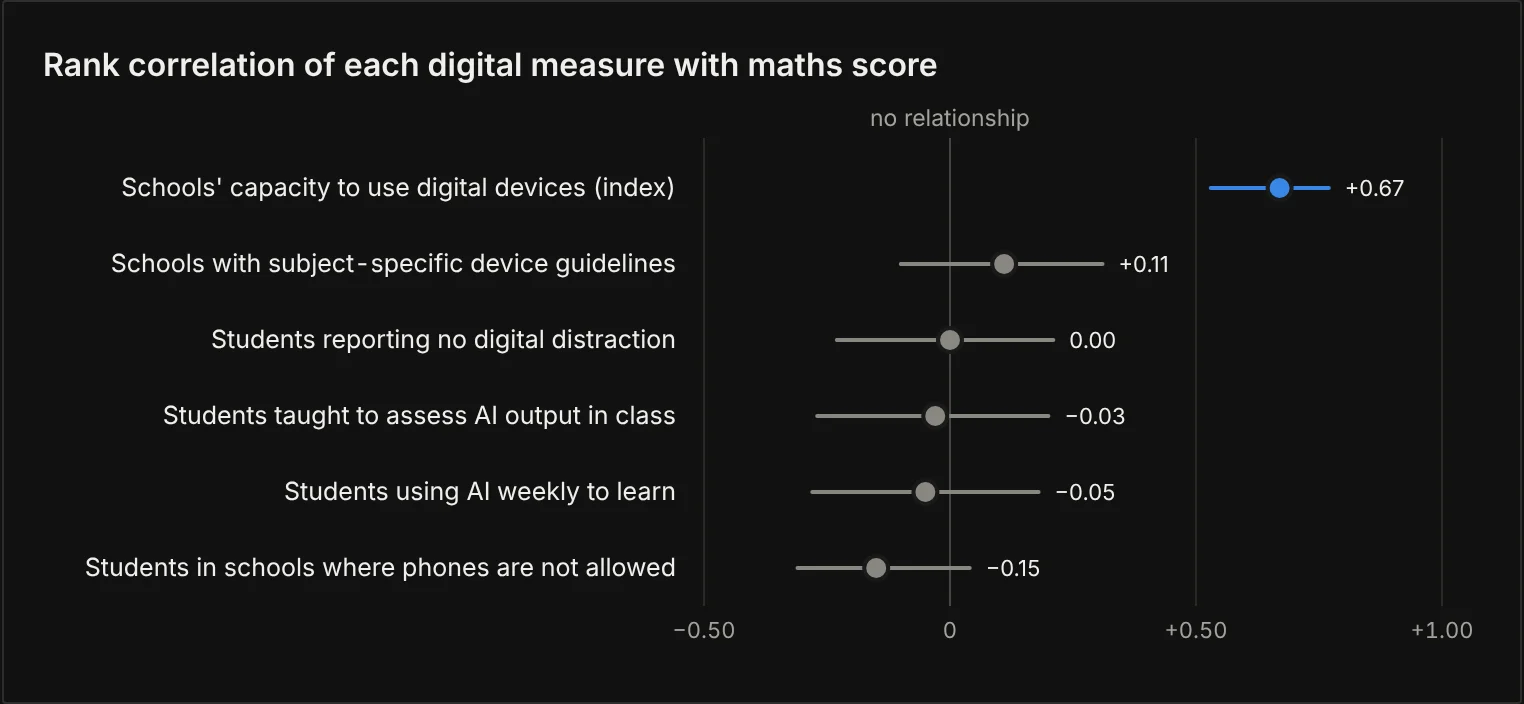 Rank correlation of each digital measure with maths score
no relationship
Schools' capacity to use digital devices (index) +0.67
Schools with subject-specific device guidelines +0.11
Students reporting no digital distraction 0.00
Students taught to assess AI output in class −0.03
Students using AI weekly to learn −0.05
Students in schools where phones are not allowed −0.15
−0.50 0 +0.50 +1.00